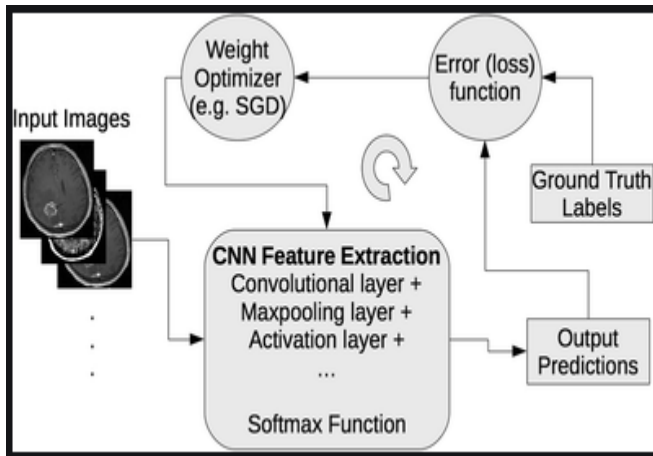 Input Images
Weight
Optimizer
(e.g. SGD)
Error (loss)
function
Ground Truth
Labels
CNN Feature Extraction
Convolutional layer +
Maxpooling layer +
Activation layer +
...
Softmax Function
Output
Predictions